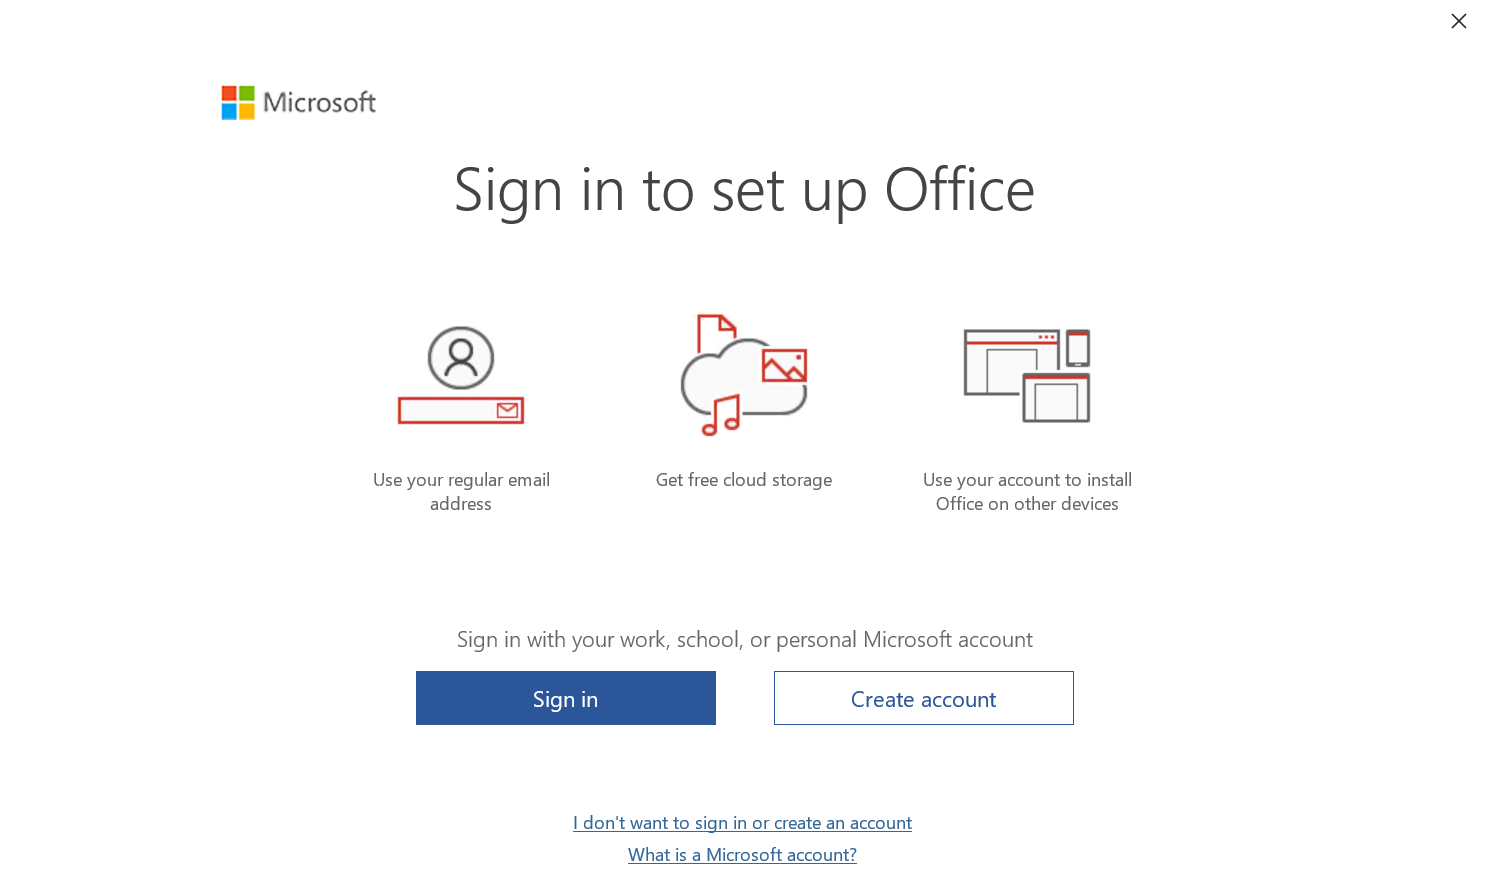 Microsoft
Sign in to set up Office
Use your regular email
address
Get free cloud storage
Use your account to install
Office on other devices
Sign in with your work, school, or personal Microsoft account
Sign in
Create account
I don't want to sign in or create an account
What is a Microsoft account?